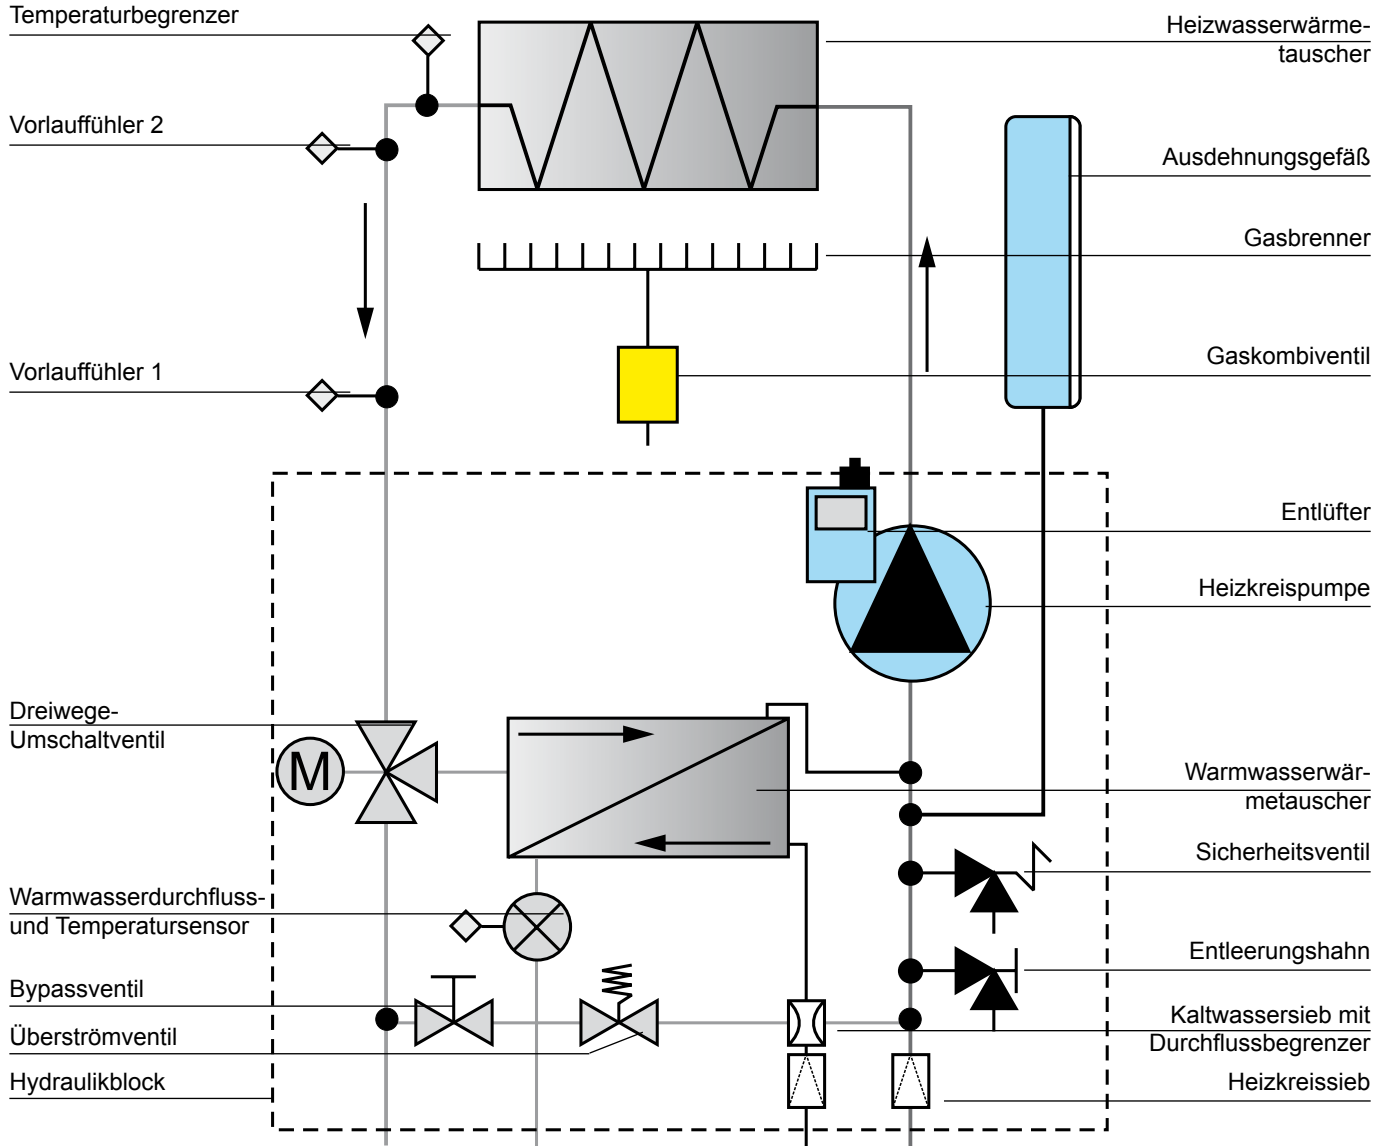 Temperaturbegrenzer
Vorlauffühler 2
Vorlauffühler 1
Dreiwege-
Umschaltventil
M
Warmwasserdurchfluss-
und Temperatursensor
Bypassventil
Überströmventil
Hydraulikblock
Heizwasserwärme-
tauscher
Ausdehnungsgefäß
Gasbrenner
Gaskombiventil
Entlüfter
Heizkreispumpe
Warmwasserwär-
metauscher
Sicherheitsventil
Entleerungshahn
Kaltwassersieb mit
Durchflussbegrenzer
Heizkreissieb